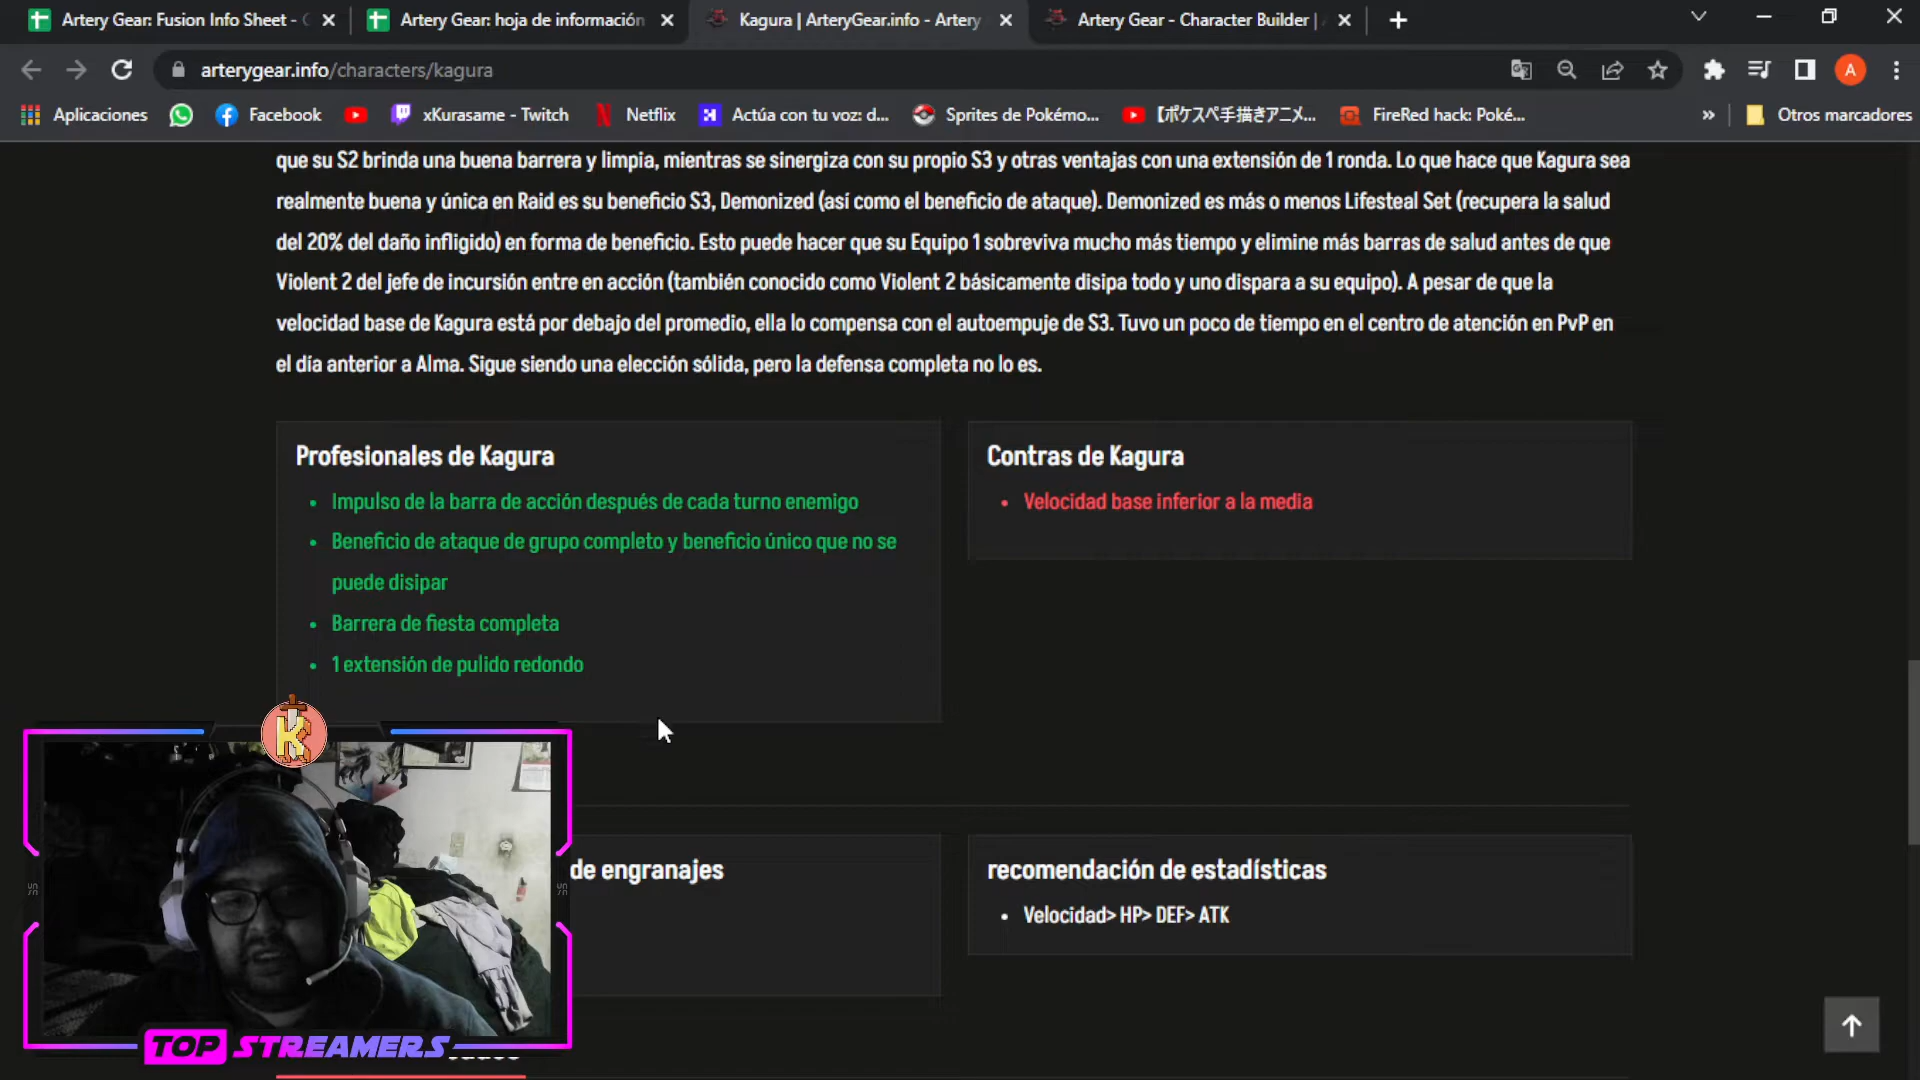 Artery Gear: Fusion Info Sheet -
Artery Gear: hoja de información
Kagura | ArteryGear.info - Artery
Artery Gear - Character Builder |
arterygear.info/characters/kagura
A
Aplicaciones
Facebook
xKurasame - Twitch
Netflix
Actúa con tu voz: d...
Sprites de Pokémo...
【ポケスペ手描きアニメ...
FireRed hack: Poké...
»
Otros marcadores
que su S2 brinda una buena barrera y limpia, mientras se sinergiza con su propio S3 y otras ventajas con una extensión de 1 ronda. Lo que hace que Kagura sea
realmente buena y única en Raid es su beneficio S3, Demonized (así como el beneficio de ataque). Demonized es más o menos Lifesteal Set (recupera la salud
del 20% del daño infligido) en forma de beneficio. Esto puede hacer que su Equipo 1 sobreviva mucho más tiempo y elimine más barras de salud antes de que
Violent 2 del jefe de incursión entre en acción (también conocido como Violent 2 básicamente disipa todo y uno dispara a su equipo). A pesar de que la
velocidad base de Kagura está por debajo del promedio, ella lo compensa con el autoempuje de S3. Tuvo un poco de tiempo en el centro de atención en PvP en
el día anterior a Alma. Sigue siendo una elección sólida, pero la defensa completa no lo es.
Profesionales de Kagura
• Impulso de la barra de acción después de cada turno enemigo
• Beneficio de ataque de grupo completo y beneficio único que no se
puede disipar
• Barrera de fiesta completa
• 1 extensión de pulido redondo
Contras de Kagura
• Velocidad base inferior a la media
K
de engranajes
recomendación de estadísticas
• Velocidad> HP> DEF> ATK
TOP STREAMERS